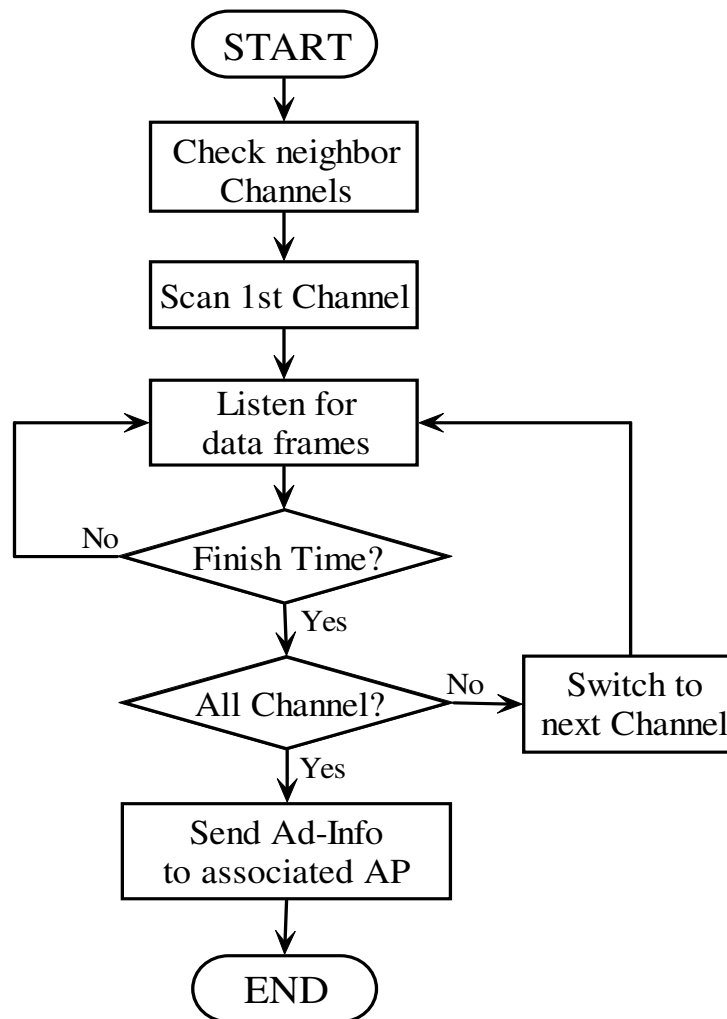 START
Check neighbor
Channels
Scan 1st Channel
Listen for
data frames
No
Finish Time?
Yes
All Channel?
No
Switch to
next Channel
Yes
Send Ad-Info
to associated AP
END